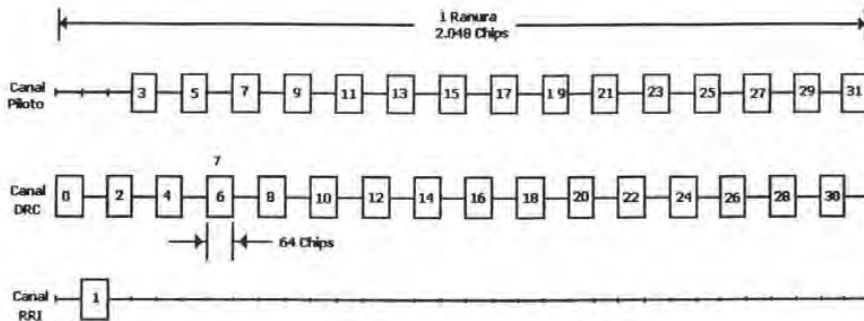 1 Ranura
2.048 Chips
Canal
Piloto
3 5 7 9 11 13 15 17 19 21 23 25 27 29 31
7
Canal
DRC
0 2 4 6 8 10 12 14 16 18 20 22 24 26 28 30
64 Chips
Canal
RRI
1